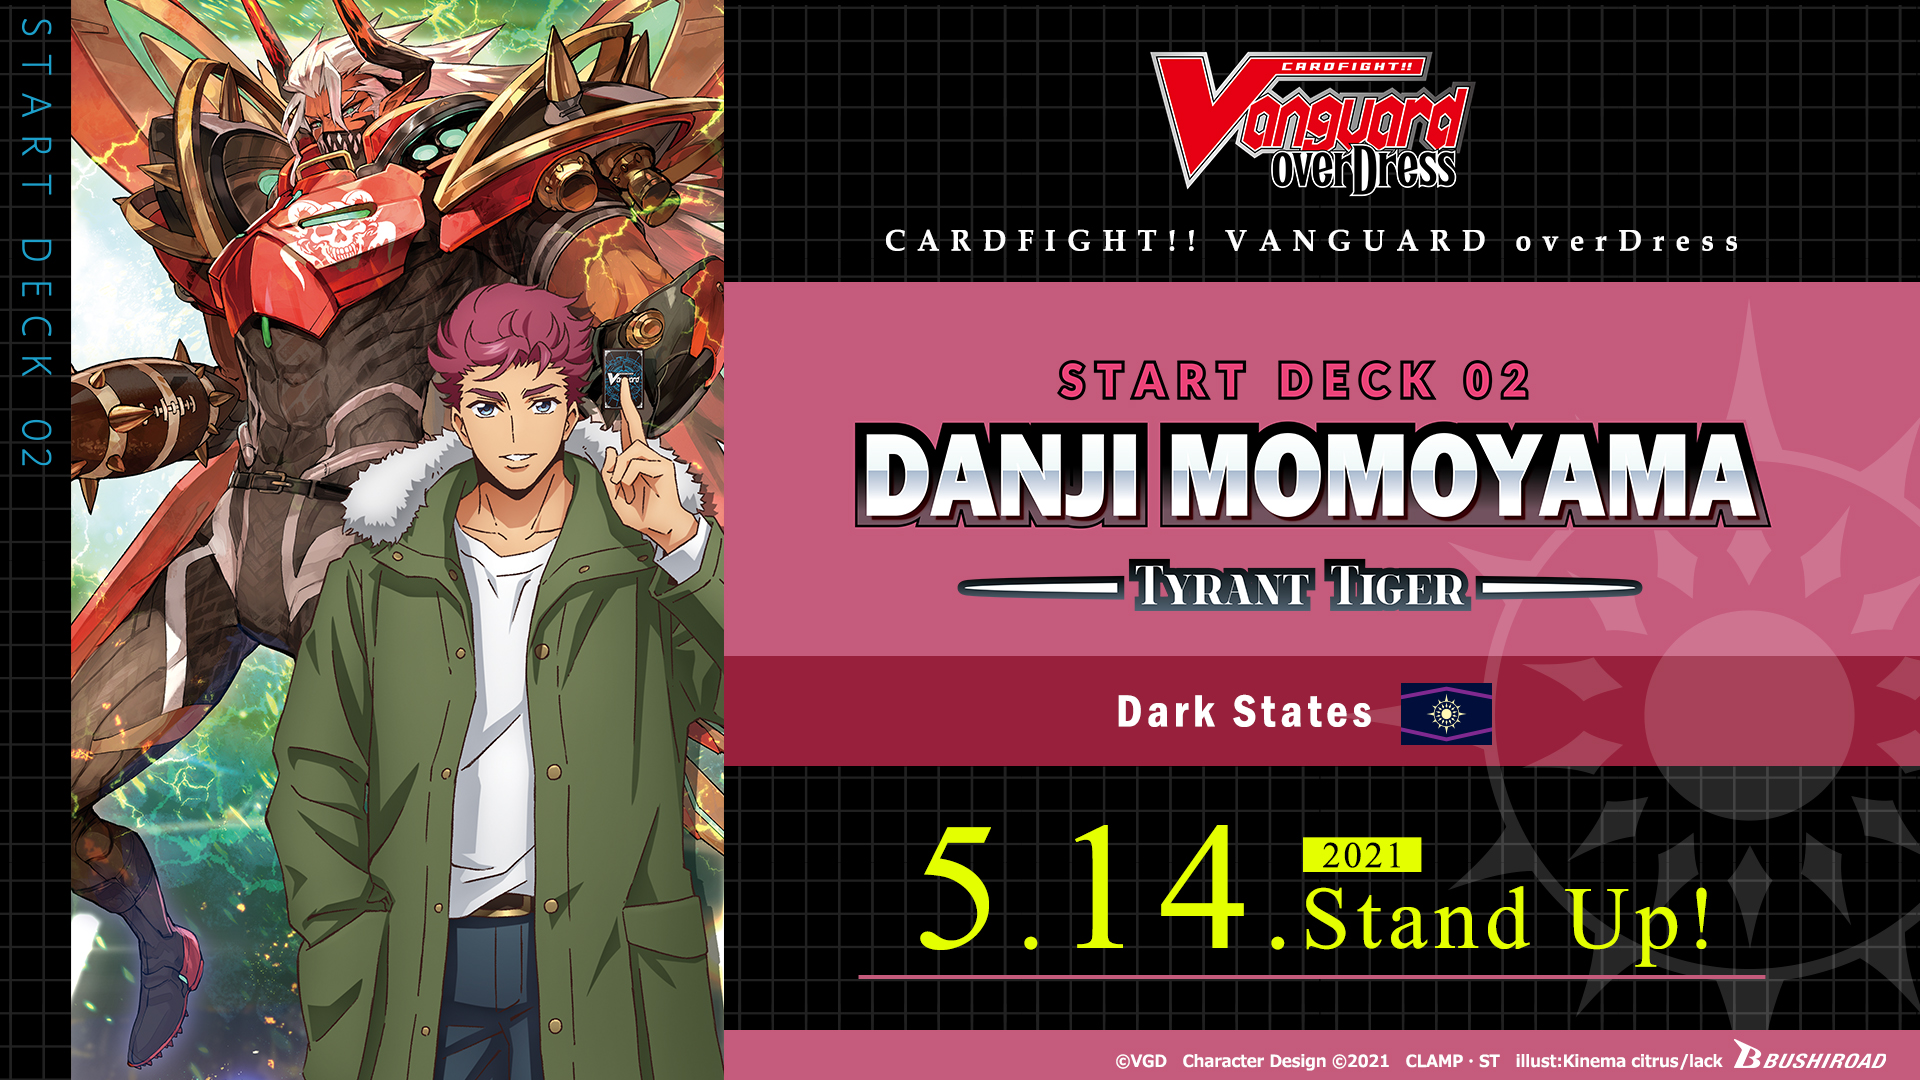 START DECK 02
CARDFIGHT!!
Vanguard
overDress
CARDFIGHT!! VANGUARD overDress
START DECK 02
DANJI MOMOYAMA
TYRANT TIGER
Dark States
5.14.
2021
Stand Up!
Vanguard
©VGD Character Design ©2021 CLAMP・ST illust:Kinema citrus/lack BUSHIROAD